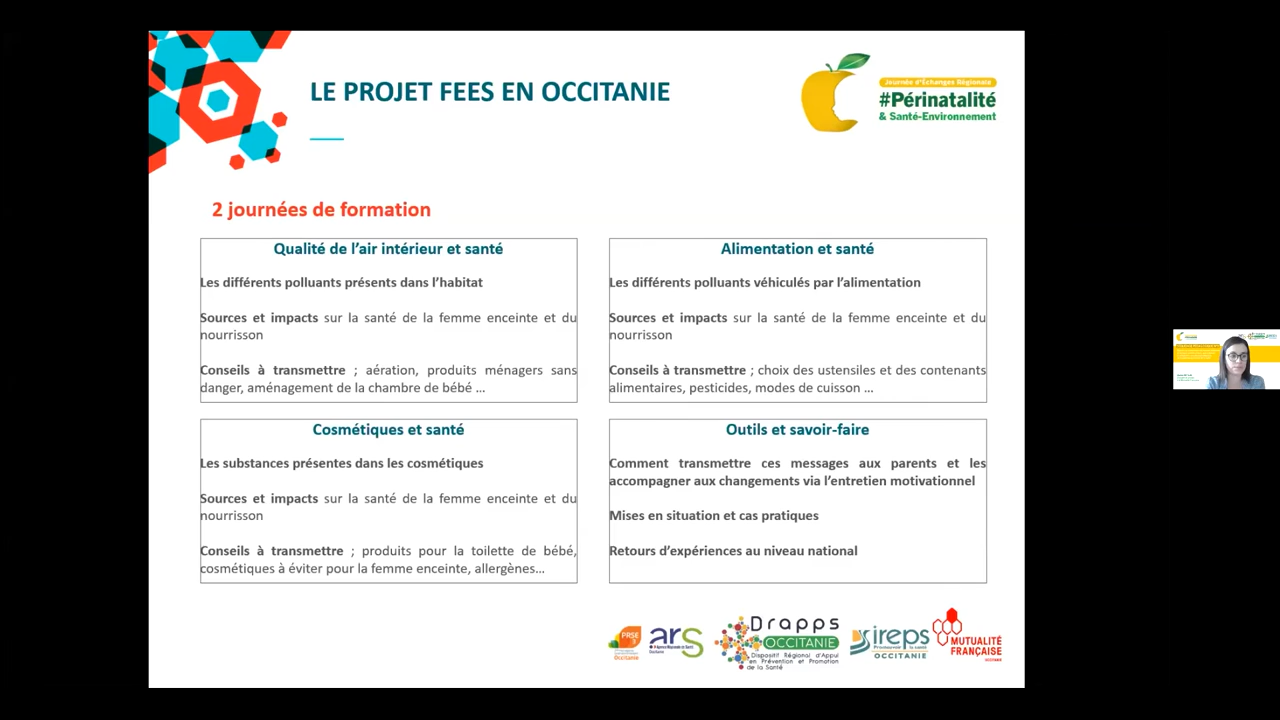 LE PROJET FEES EN OCCITANIE
Journée d'Échanges Régionale
#Périnatalité
& Santé-Environnement
2 journées de formation
Qualité de l'air intérieur et santé
Les différents polluants présents dans l'habitat
Sources et impacts sur la santé de la femme enceinte et du
nourrisson
Conseils à transmettre ; aération, produits ménagers sans
danger, aménagement de la chambre de bébé ...
Alimentation et santé
Les différents polluants véhiculés par l'alimentation
Sources et impacts sur la santé de la femme enceinte et du
nourrisson
Conseils à transmettre ; choix des ustensiles et des contenants
alimentaires, pesticides, modes de cuisson ...
Cosmétiques et santé
Les substances présentes dans les cosmétiques
Sources et impacts sur la santé de la femme enceinte et du
nourrisson
Conseils à transmettre ; produits pour la toilette de bébé,
cosmétiques à éviter pour la femme enceinte, allergènes...
Outils et savoir-faire
Comment transmettre ces messages aux parents et les
accompagner aux changements via l'entretien motivationnel
Mises en situation et cas pratiques
Retours d'expériences au niveau national
PRSE
Occitanie
ars
Drapps
OCCITANIE
Dispositif Régional d'Appui
en Prévention et Promotion
de la Santé
ireps
OCCITANIE
MUTUALITÉ
FRANÇAISE